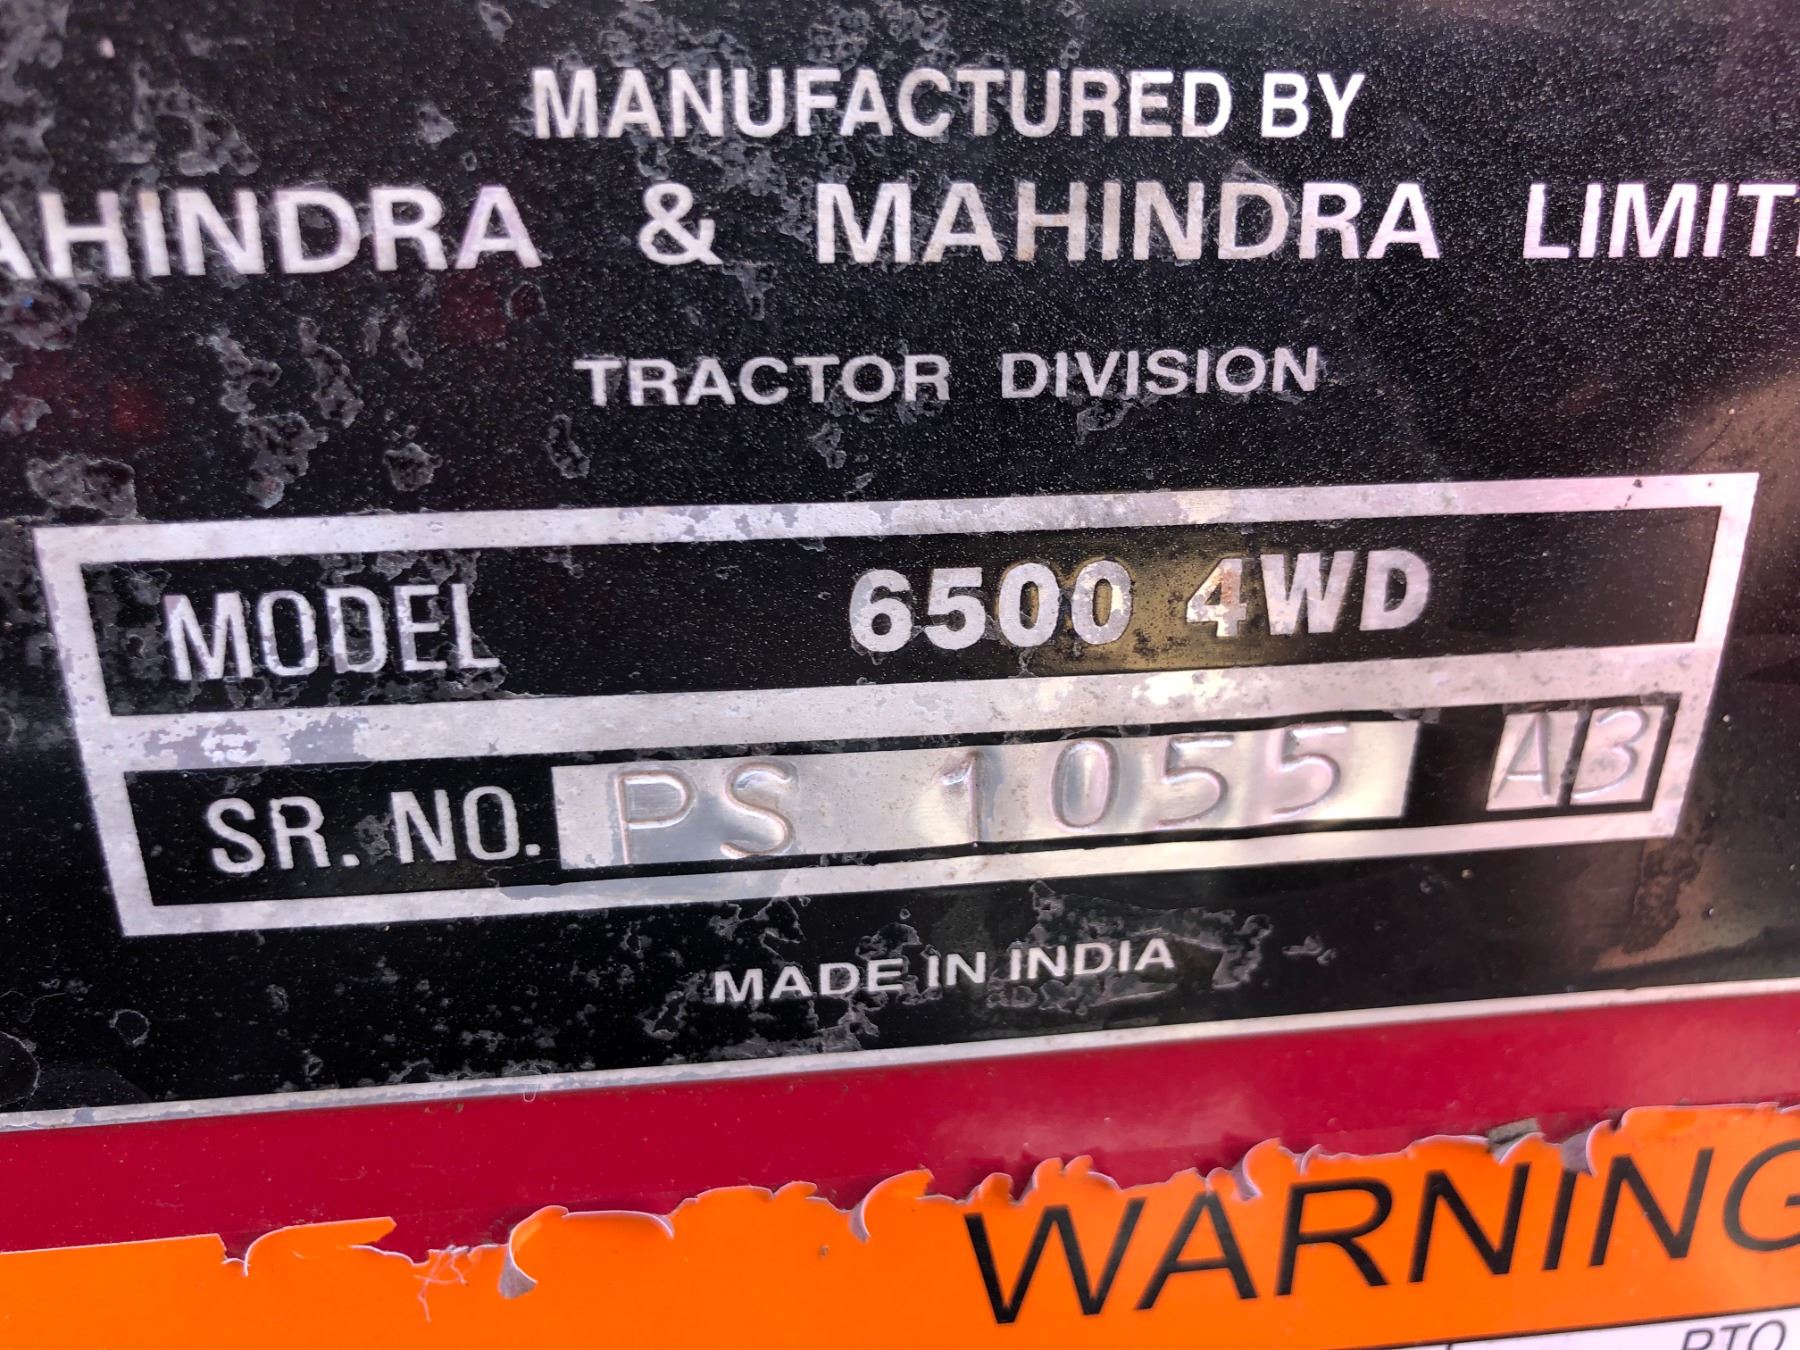 MANUFACTURED BY
AHINDRA & MAHINDRA LIMIT
TRACTOR DIVISION
MODEL 6500 4WD
SR. NO. PS 1055 A3
MADE IN INDIA
WARNING
PTO